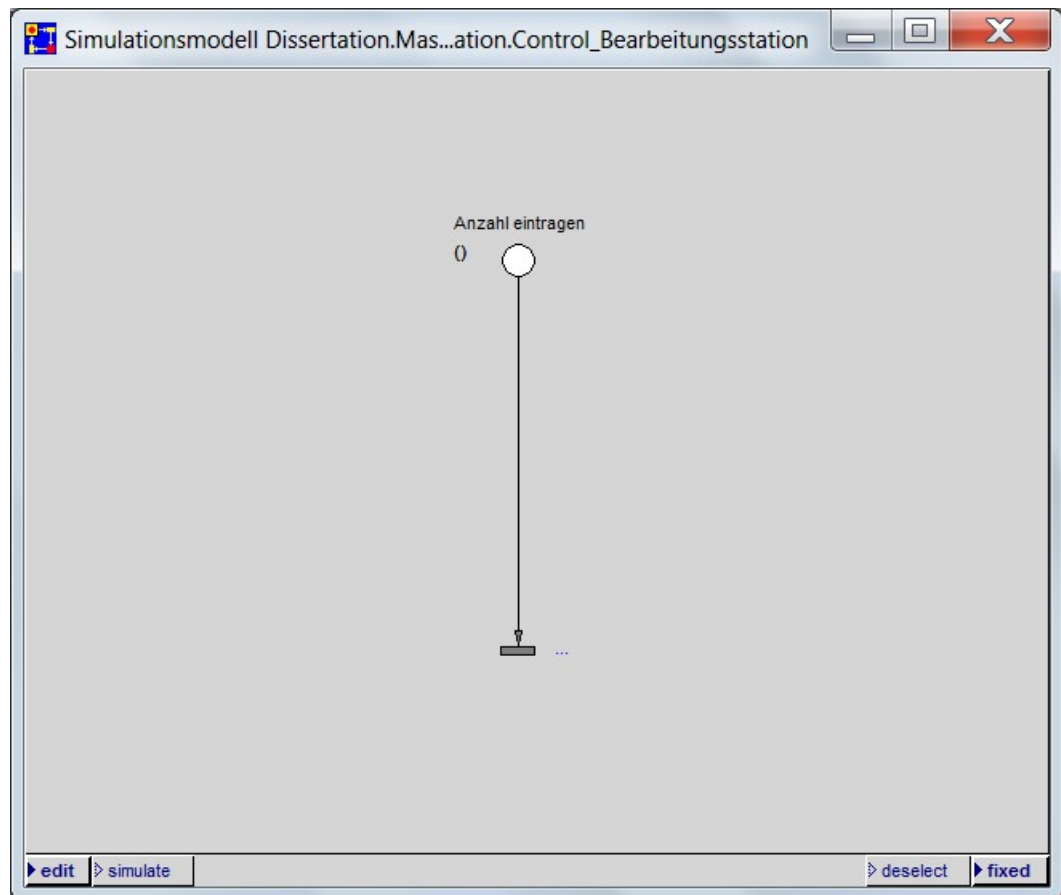 Simulationsmodell Dissertation.Mas...ation.Control_Bearbeitungsstation
Anzahl eintragen
()
...
edit simulate deselect fixed